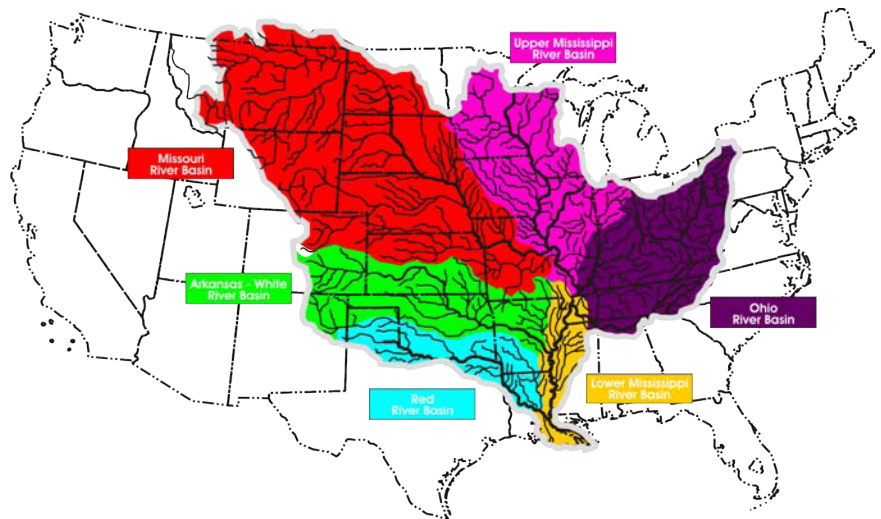 Upper Mississippi
River Basin
Missouri
River Basin
Arkansas - White
River Basin
Ohio
River Basin
Lower Mississippi
River Basin
Red
River Basin